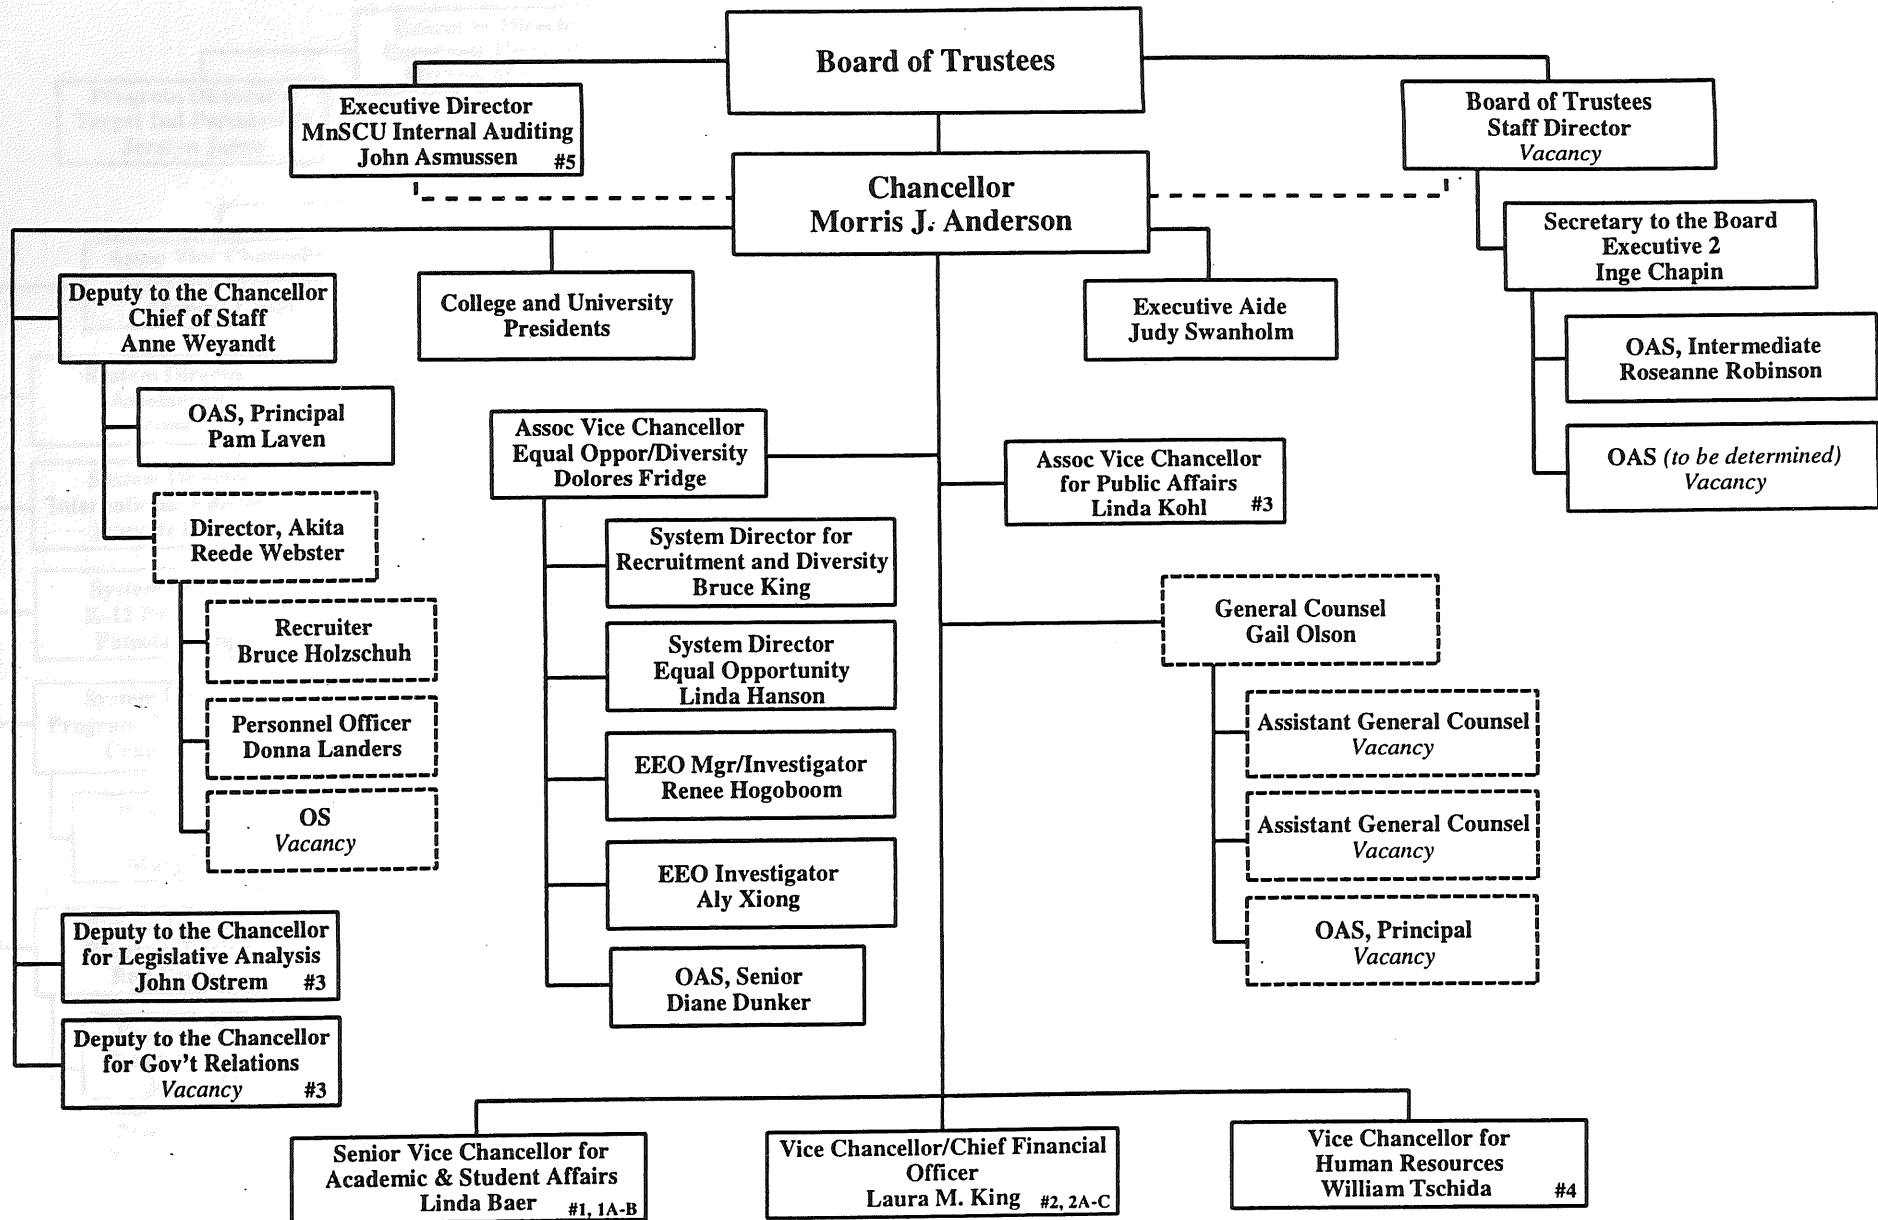 Board of Trustees
Executive Director
MnSCU Internal Auditing
John Asmussen #5
Board of Trustees
Staff Director
Vacancy
Chancellor
Morris J. Anderson
Secretary to the Board
Executive 2
Inge Chapin
Deputy to the Chancellor
Chief of Staff
Anne Weyandt
College and University
Presidents
Executive Aide
Judy Swanholm
OAS, Intermediate
Roseanne Robinson
OAS (to be determined)
Vacancy
OAS, Principal
Pam Laven
Director, Akita
Reede Webster
Recruiter
Bruce Holzschuh
Personnel Officer
Donna Landers
OS
Vacancy
Assoc Vice Chancellor
Equal Oppor/Diversity
Dolores Fridge
System Director for
Recruitment and Diversity
Bruce King
System Director
Equal Opportunity
Linda Hanson
EEO Mgr/Investigator
Renee Hogoboom
EEO Investigator
Aly Xiong
OAS, Senior
Diane Dunker
Assoc Vice Chancellor
for Public Affairs
Linda Kohl #3
General Counsel
Gail Olson
Assistant General Counsel
Vacancy
Assistant General Counsel
Vacancy
OAS, Principal
Vacancy
Deputy to the Chancellor
for Legislative Analysis
John Ostrem #3
Deputy to the Chancellor
for Gov't Relations
Vacancy #3
Senior Vice Chancellor for
Academic & Student Affairs
Linda Baer #1, 1A-B
Vice Chancellor/Chief Financial
Officer
Laura M. King #2, 2A-C
Vice Chancellor for
Human Resources
William Tschida #4